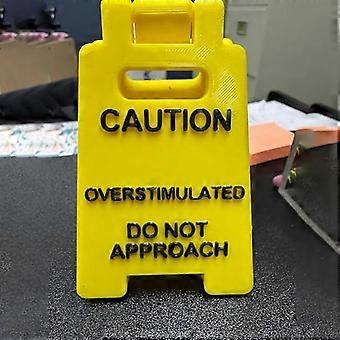 CAUTION
OVERSTIMULATED
DO NOT
APPROACH